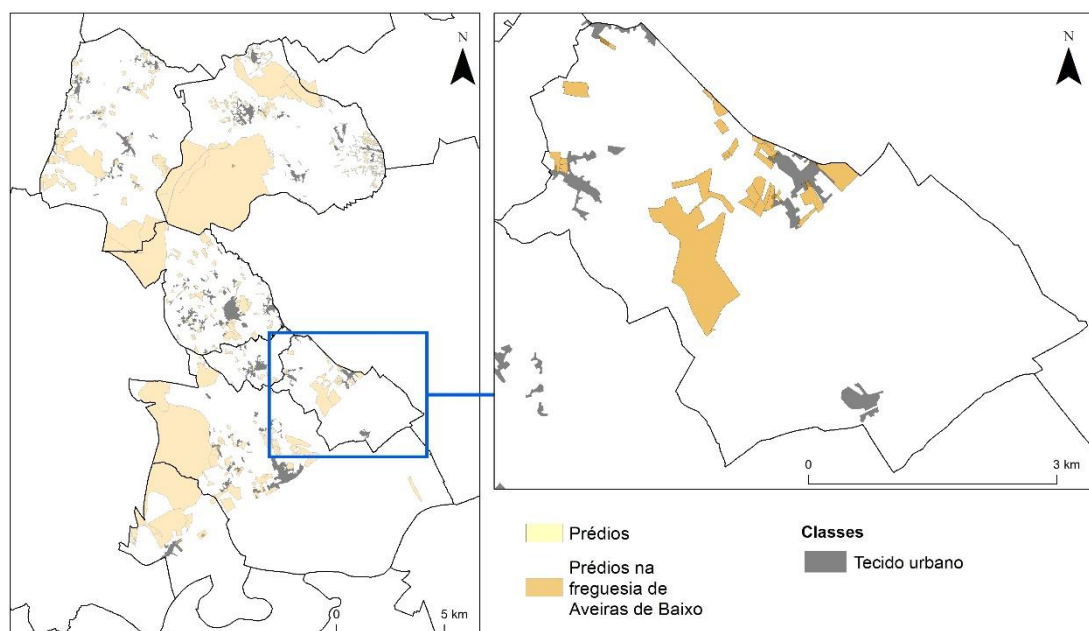 N
0
5 km
N
0
3 km
Prédios
Prédios na
freguesia de
Aveiras de Baixo
Classes
Tecido urbano